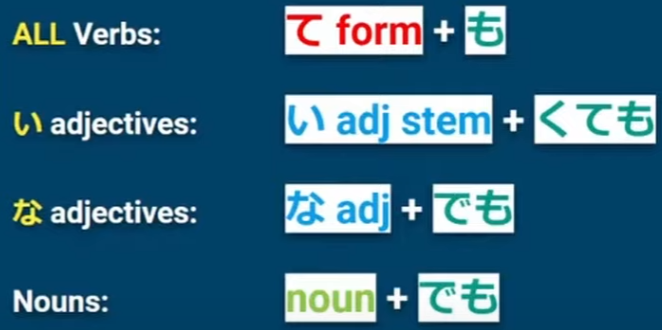 ALL Verbs: て form + も
い adjectives: い adj stem + くても
な adjectives: な adj + でも
Nouns: noun + でも